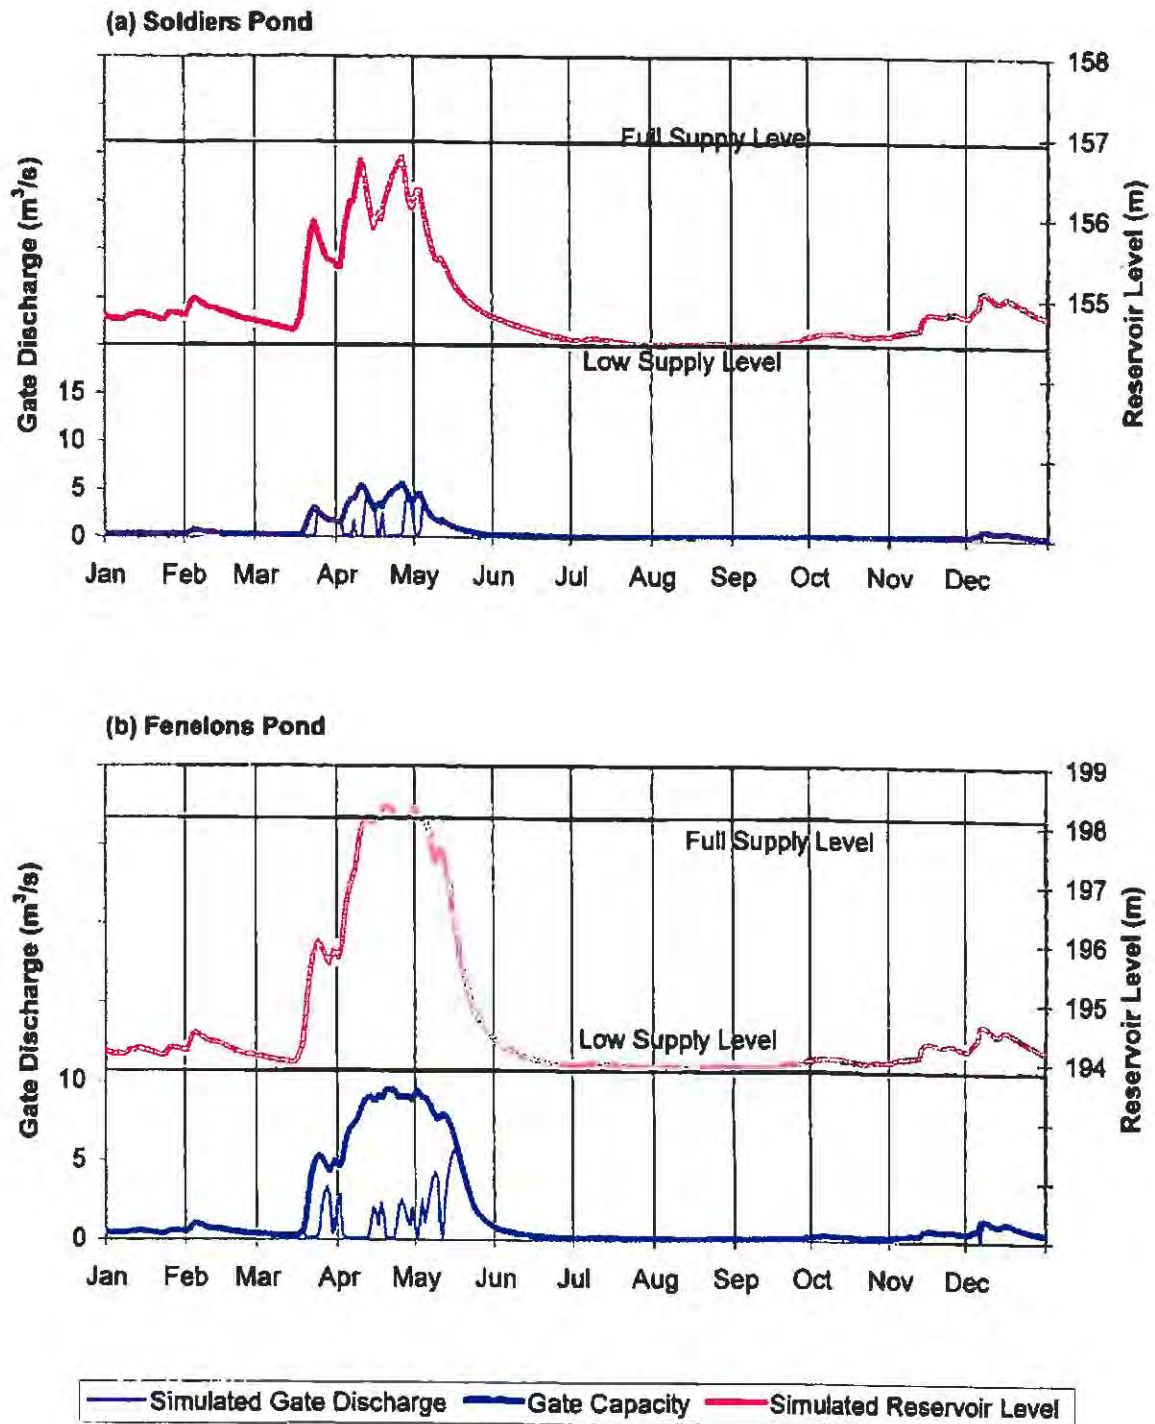 (a) Soldiers Pond
158
Full Supply Level
157
156
155
Low Supply Level
15
10
5
0
Gate Discharge (m³/s)
Reservoir Level (m)
Jan Feb Mar Apr May Jun Jul Aug Sep Oct Nov Dec
(b) Fenelons Pond
199
198
Full Supply Level
197
196
195
Low Supply Level
194
10
5
0
Gate Discharge (m³/s)
Reservoir Level (m)
Jan Feb Mar Apr May Jun Jul Aug Sep Oct Nov Dec
Simulated Gate Discharge Gate Capacity Simulated Reservoir Level